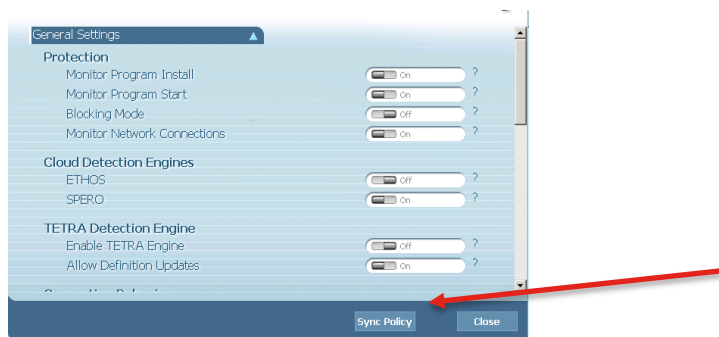 General Settings
Protection
Monitor Program Install On ?
Monitor Program Start On ?
Blocking Mode Off ?
Monitor Network Connections On ?
Cloud Detection Engines
ETHOS Off ?
SPERO On ?
TETRA Detection Engine
Enable TETRA Engine Off ?
Allow Definition Updates On ?
Sync Policy Close